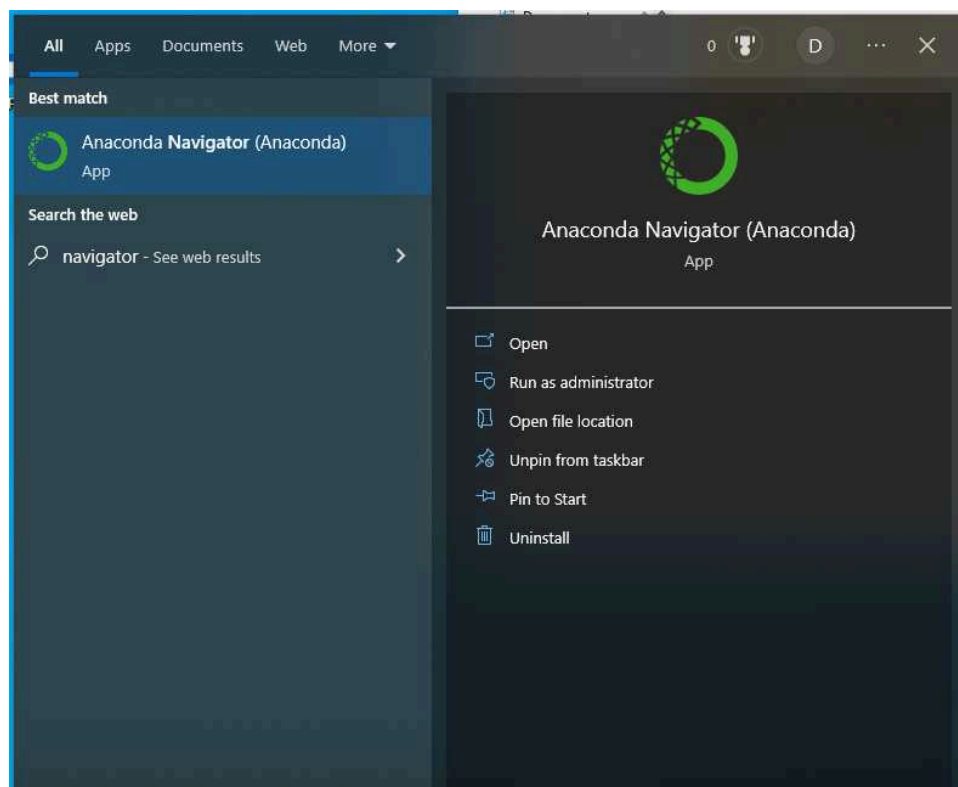 All Apps Documents Web More 0 D ...
Best match
Anaconda Navigator (Anaconda)
App
Search the web
navigator - See web results
Anaconda Navigator (Anaconda)
App
Open
Run as administrator
Open file location
Unpin from taskbar
Pin to Start
Uninstall